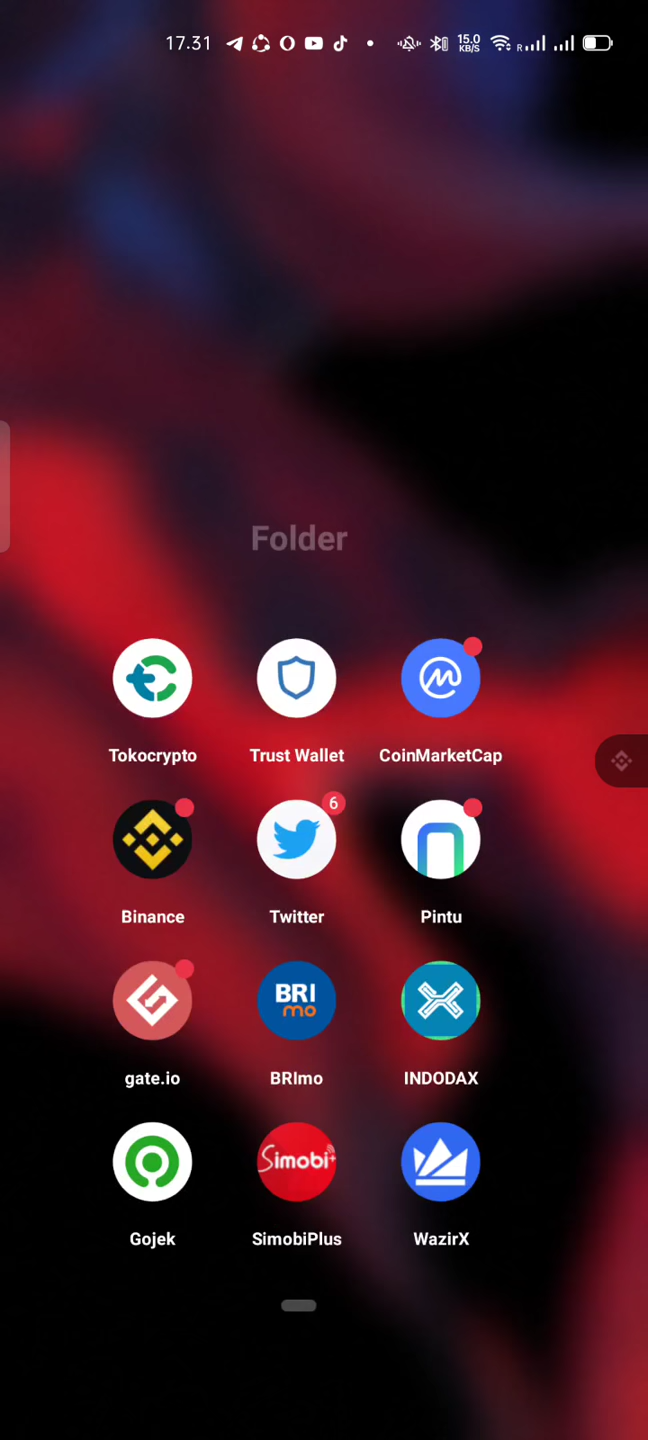 17.31
15.0
KB/S
R
Folder
Tokocrypto
Trust Wallet
CoinMarketCap
6
Binance
Twitter
Pintu
BRI
mo
gate.io
BRImo
INDODAX
Simobi+
Gojek
SimobiPlus
WazirX